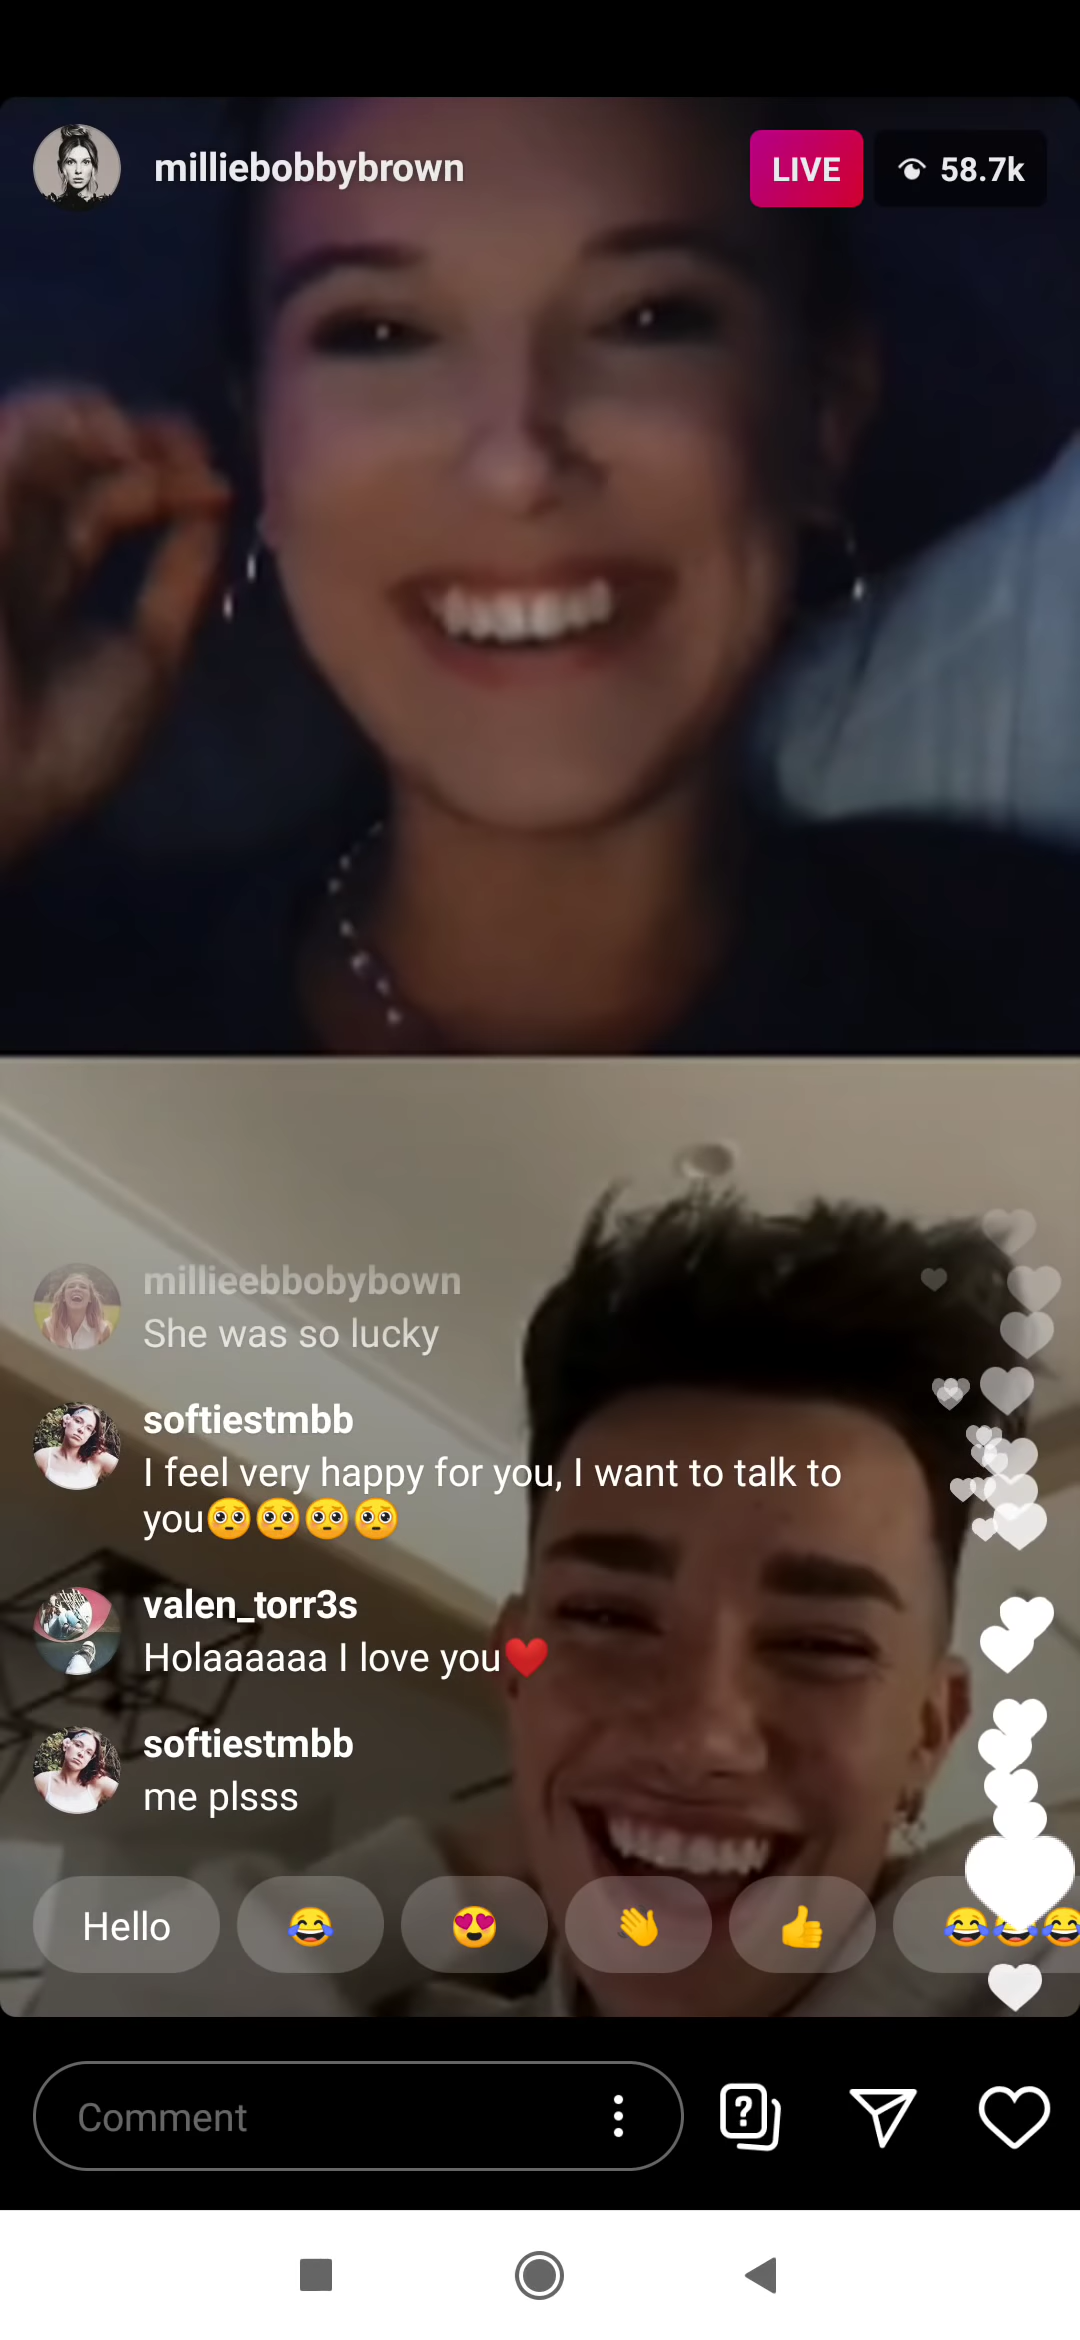 milliebobbybrown
LIVE
58.7k
millieebbobybown
She was so lucky
softiestmbb
I feel very happy for you, I want to talk to
you🥺🥺🥺🥺
valen_torr3s
Holaaaaaa I love you❤️
softiestmbb
me plsss
Hello 😂 😍 👋 👍 😂😂😂
Comment